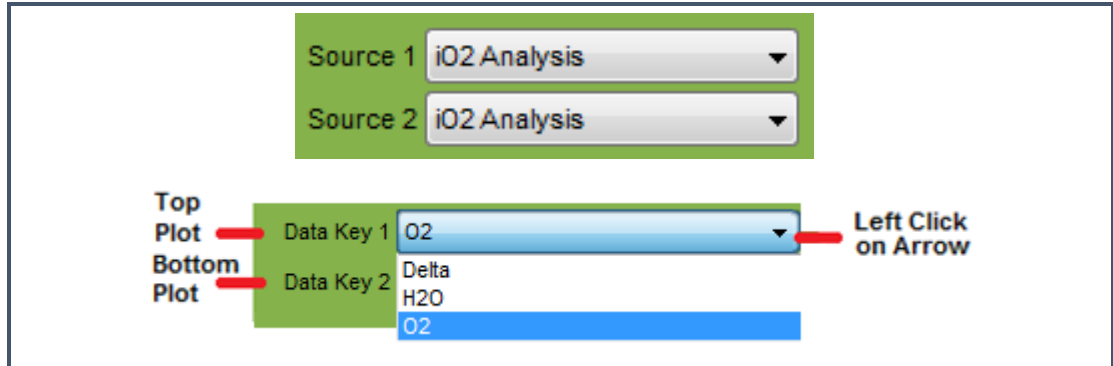 Source 1 iO2 Analysis
Source 2 iO2 Analysis
Top
Plot
Data Key 1 O2
Left Click
on Arrow
Bottom
Plot
Data Key 2
Delta
H2O
O2